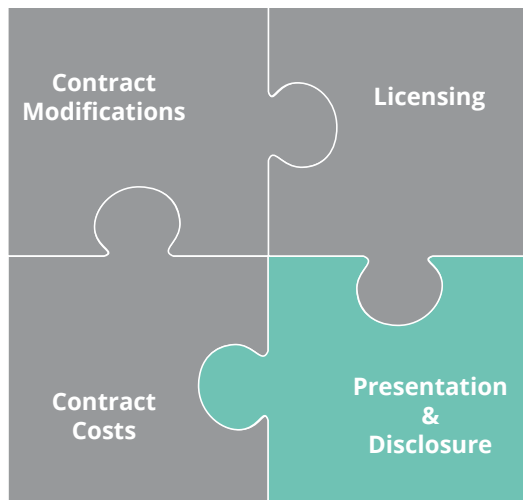 Contract
Modifications
Licensing
Contract
Costs
Presentation
&
Disclosure